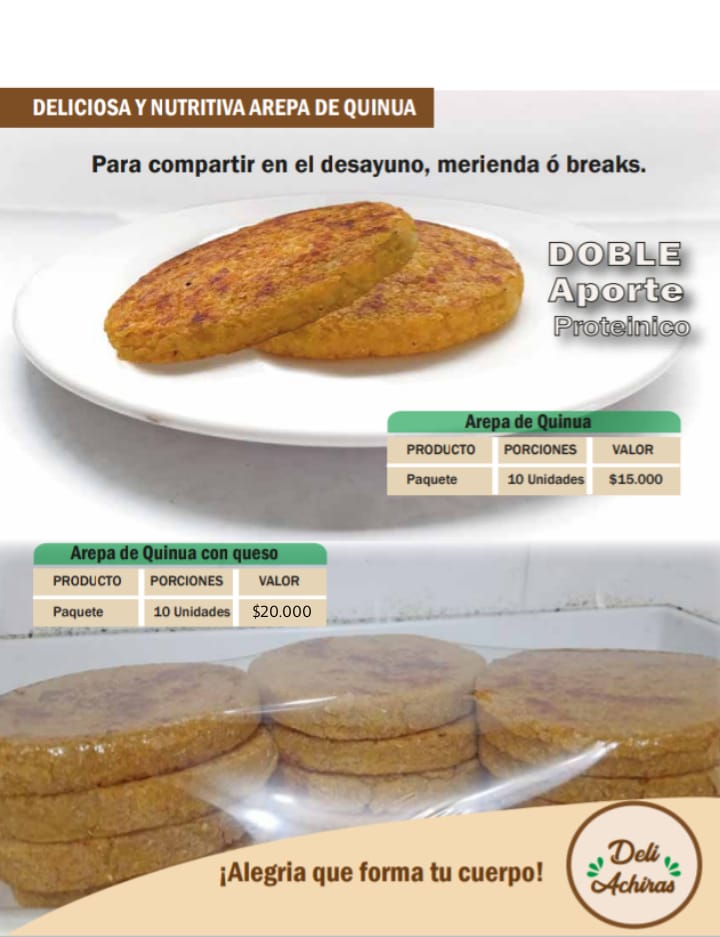 DELICIOSA Y NUTRITIVA AREPA DE QUINUA
Para compartir en el desayuno, merienda ó breaks.
DOBLE
Aporte
Proteinico
Arepa de Quinua
PRODUCTO PORCIONES VALOR
Paquete 10 Unidades $15.000
Arepa de Quinua con queso
PRODUCTO PORCIONES VALOR
Paquete 10 Unidades $20.000
¡Alegria que forma tu cuerpo!
Deli
Achiras